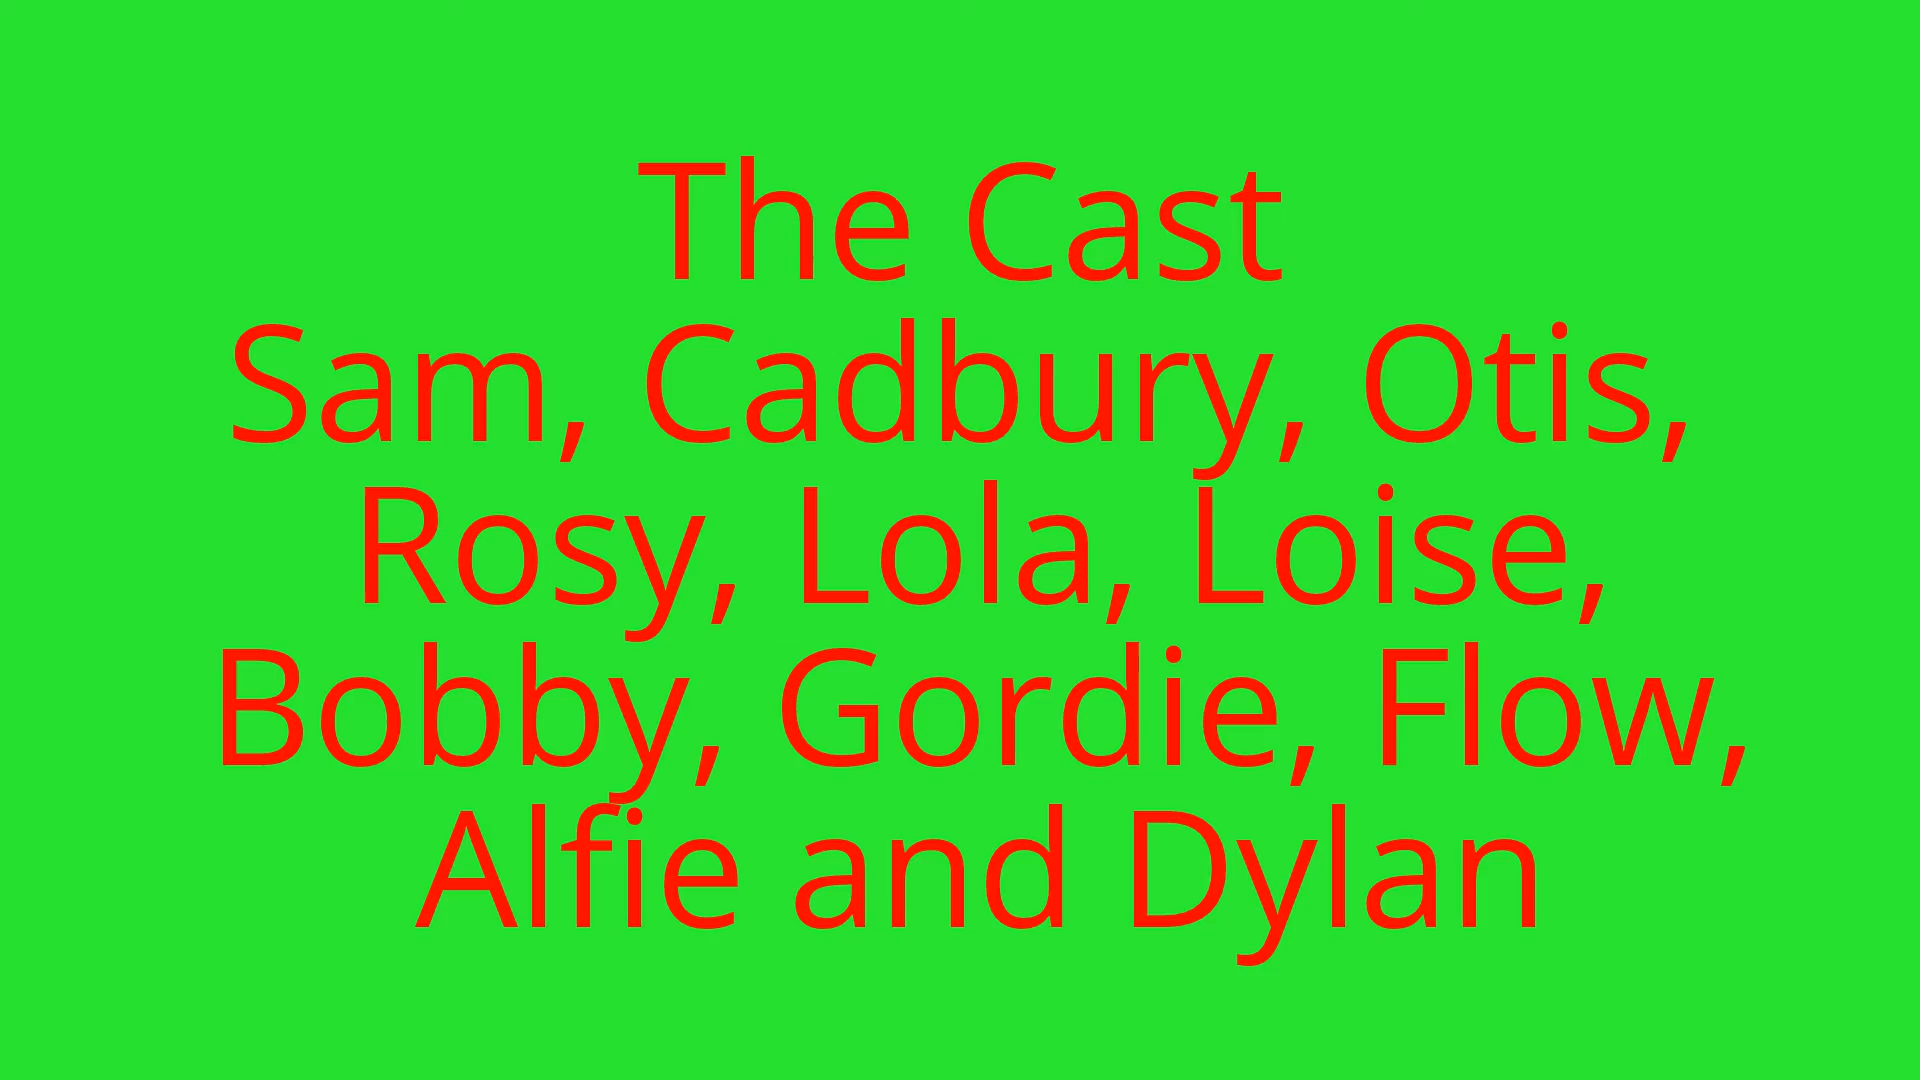 The Cast
Sam, Cadbury, Otis,
Rosy, Lola, Loise,
Bobby, Gordie, Flow,
Alfie and Dylan